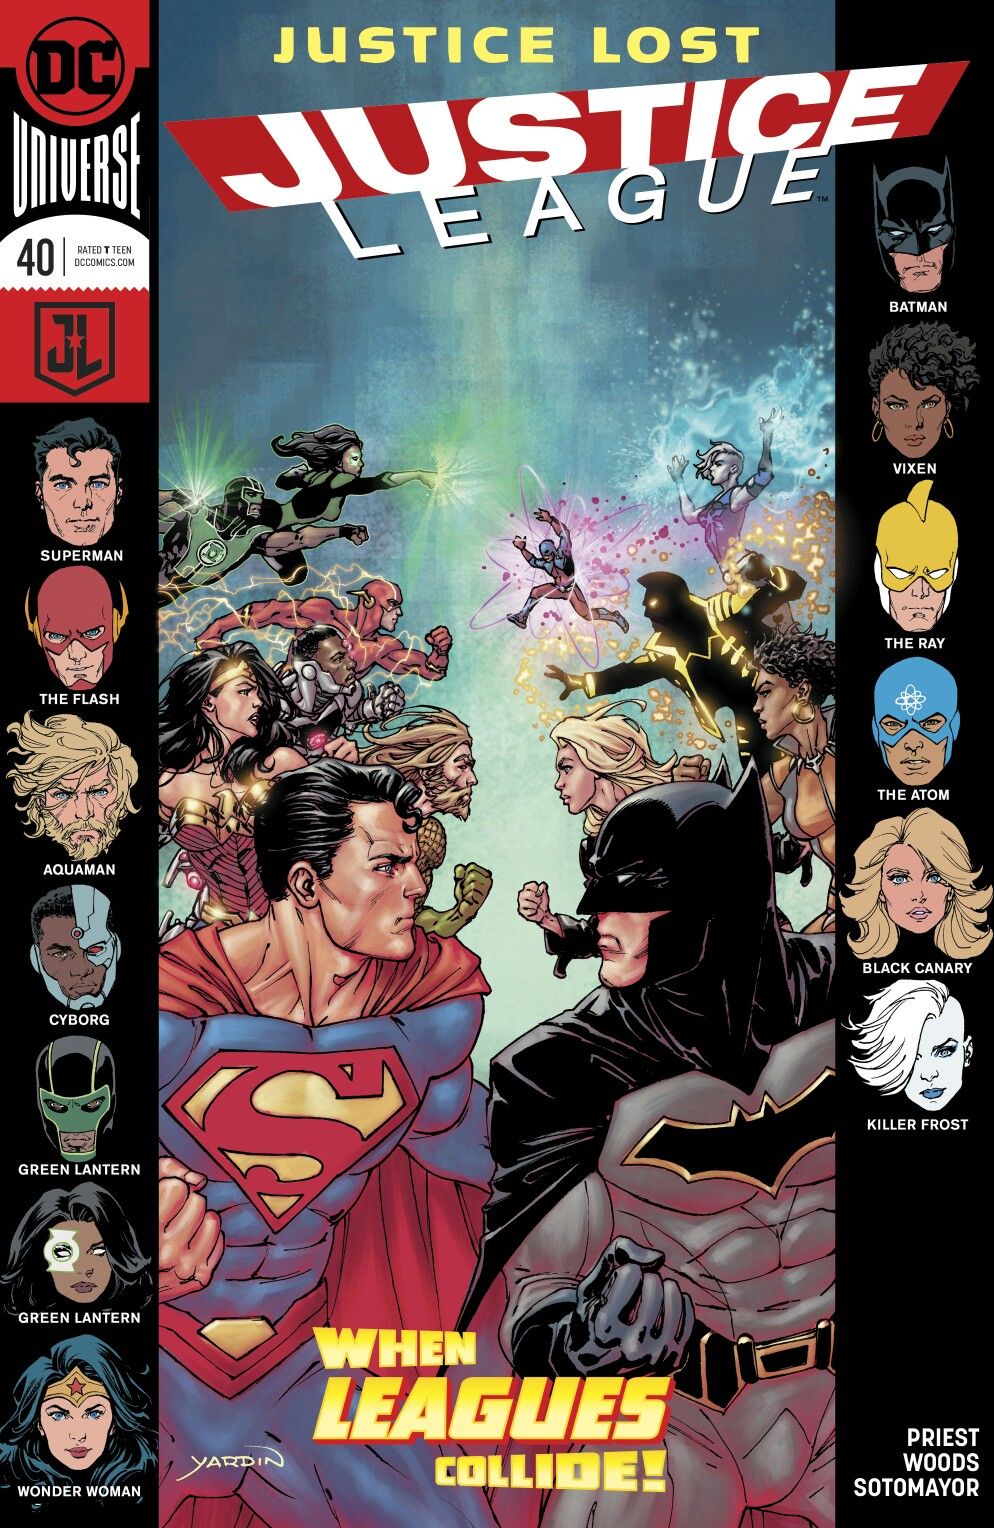 JUSTICE LOST
JUSTICE
LEAGUE™
DC
UNIVERSE
40
RATED T TEEN
DCCOMICS.COM
JL
SUPERMAN
THE FLASH
AQUAMAN
CYBORG
GREEN LANTERN
GREEN LANTERN
WONDER WOMAN
BATMAN
VIXEN
THE RAY
THE ATOM
BLACK CANARY
KILLER FROST
S
WHEN
LEAGUES
COLLIDE!
YARDIN
PRIEST
WOODS
SOTOMAYOR